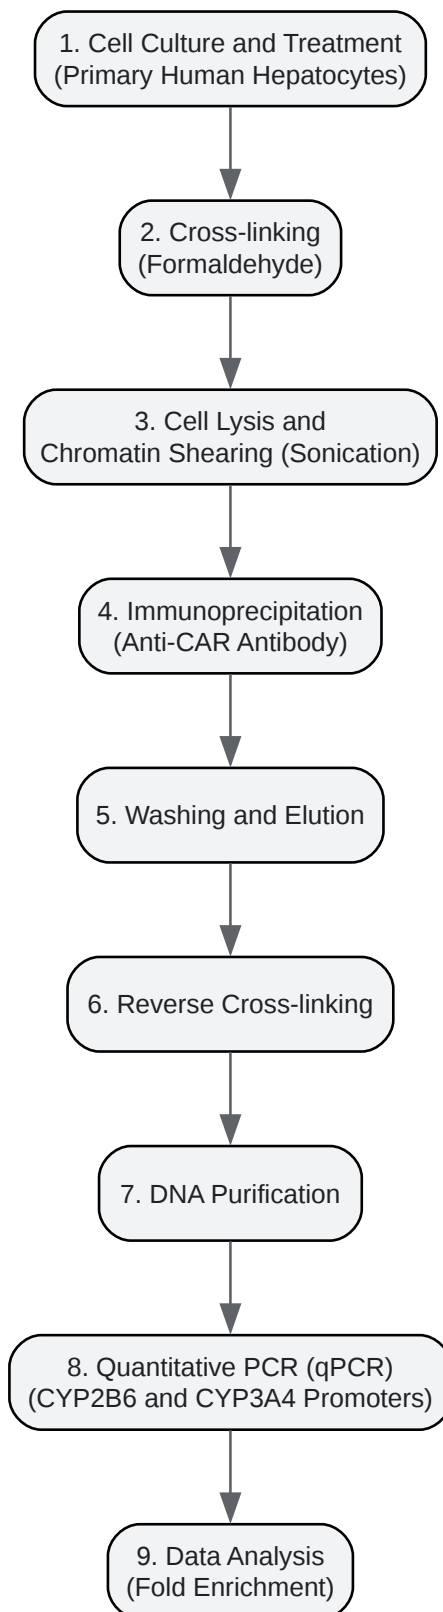 1. Cell Culture and Treatment
(Primary Human Hepatocytes)
2. Cross-linking
(Formaldehyde)
3. Cell Lysis and
Chromatin Shearing (Sonication)
4. Immunoprecipitation
(Anti-CAR Antibody)
5. Washing and Elution
6. Reverse Cross-linking
7. DNA Purification
8. Quantitative PCR (qPCR)
(CYP2B6 and CYP3A4 Promoters)
9. Data Analysis
(Fold Enrichment)